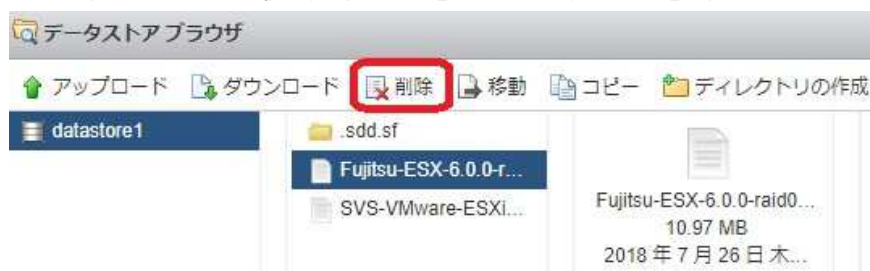 データストアブラウザ
アップロード ダウンロード 削除 移動 コピー ディレクトリの作成
datastore1
.sdd.sf
Fujitsu-ESX-6.0.0-r...
SVS-VMware-ESXi...
Fujitsu-ESX-6.0.0-raid0...
10.97 MB
2018 年 7 月 26 日 木...